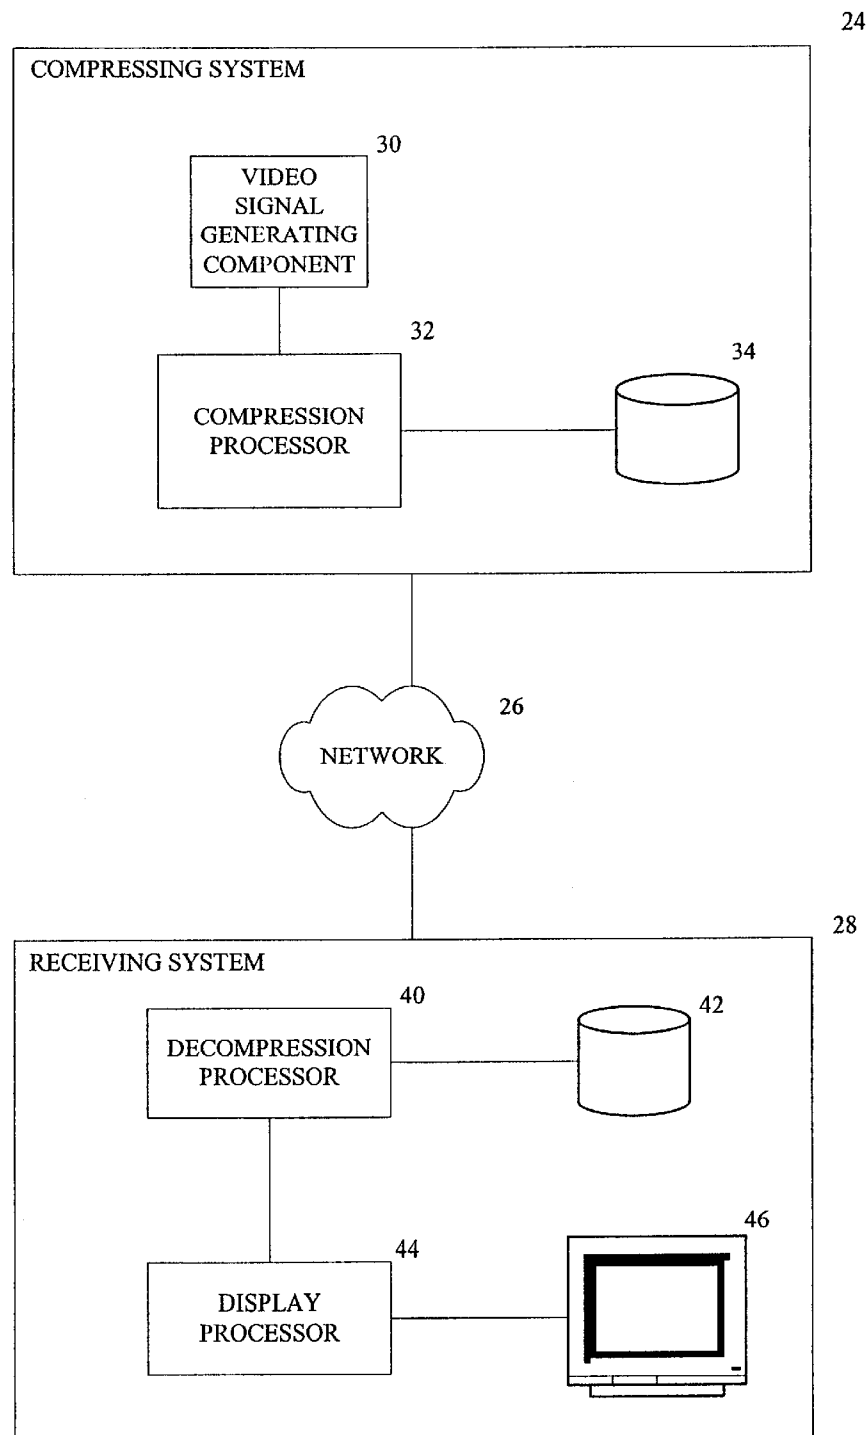 24
COMPRESSING SYSTEM
30
VIDEO
SIGNAL
GENERATING
COMPONENT
32
34
COMPRESSION
PROCESSOR
26
NETWORK
28
RECEIVING SYSTEM
40
42
DECOMPRESSION
PROCESSOR
46
44
DISPLAY
PROCESSOR